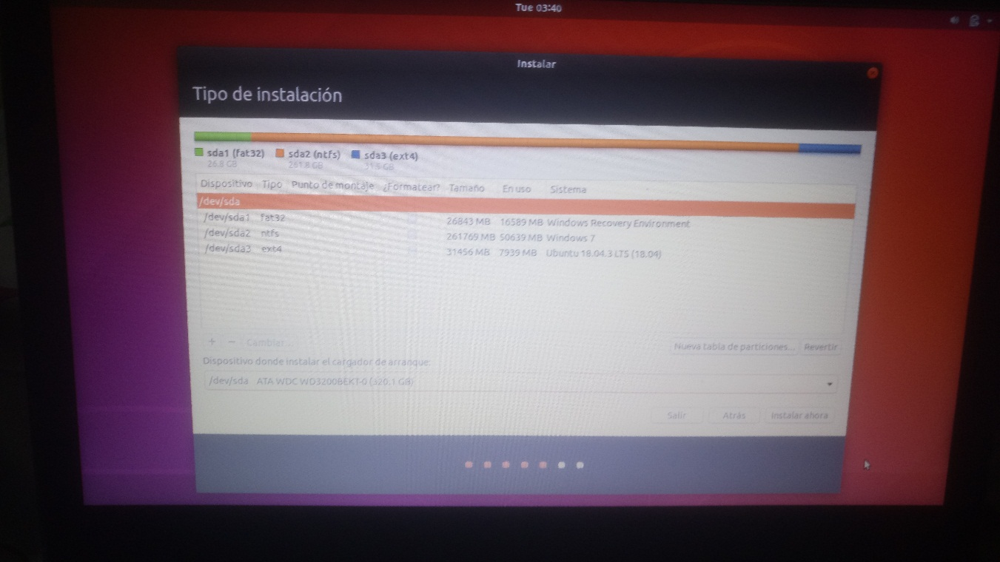 Tue 03:40
Instalar
Tipo de instalación
sda1 (fat32) sda2 (ntfs) sda3 (ext4)
26.8 GB 261.8 GB 31.5 GB
Dispositivo Tipo Punto de montaje ¿Formatear? Tamaño En uso Sistema
/dev/sda
/dev/sda1 fat32 26843 MB 16589 MB Windows Recovery Environment
/dev/sda2 ntfs 261769 MB 50639 MB Windows 7
/dev/sda3 ext4 31456 MB 7939 MB Ubuntu 18.04.3 LTS (18.04)
+ − Cambiar... Nueva tabla de particiones... Revertir
Dispositivo donde instalar el cargador de arranque:
/dev/sda ATA WDC WD3200BEKT-0 (320.1 GB)
Salir Atrás Instalar ahora